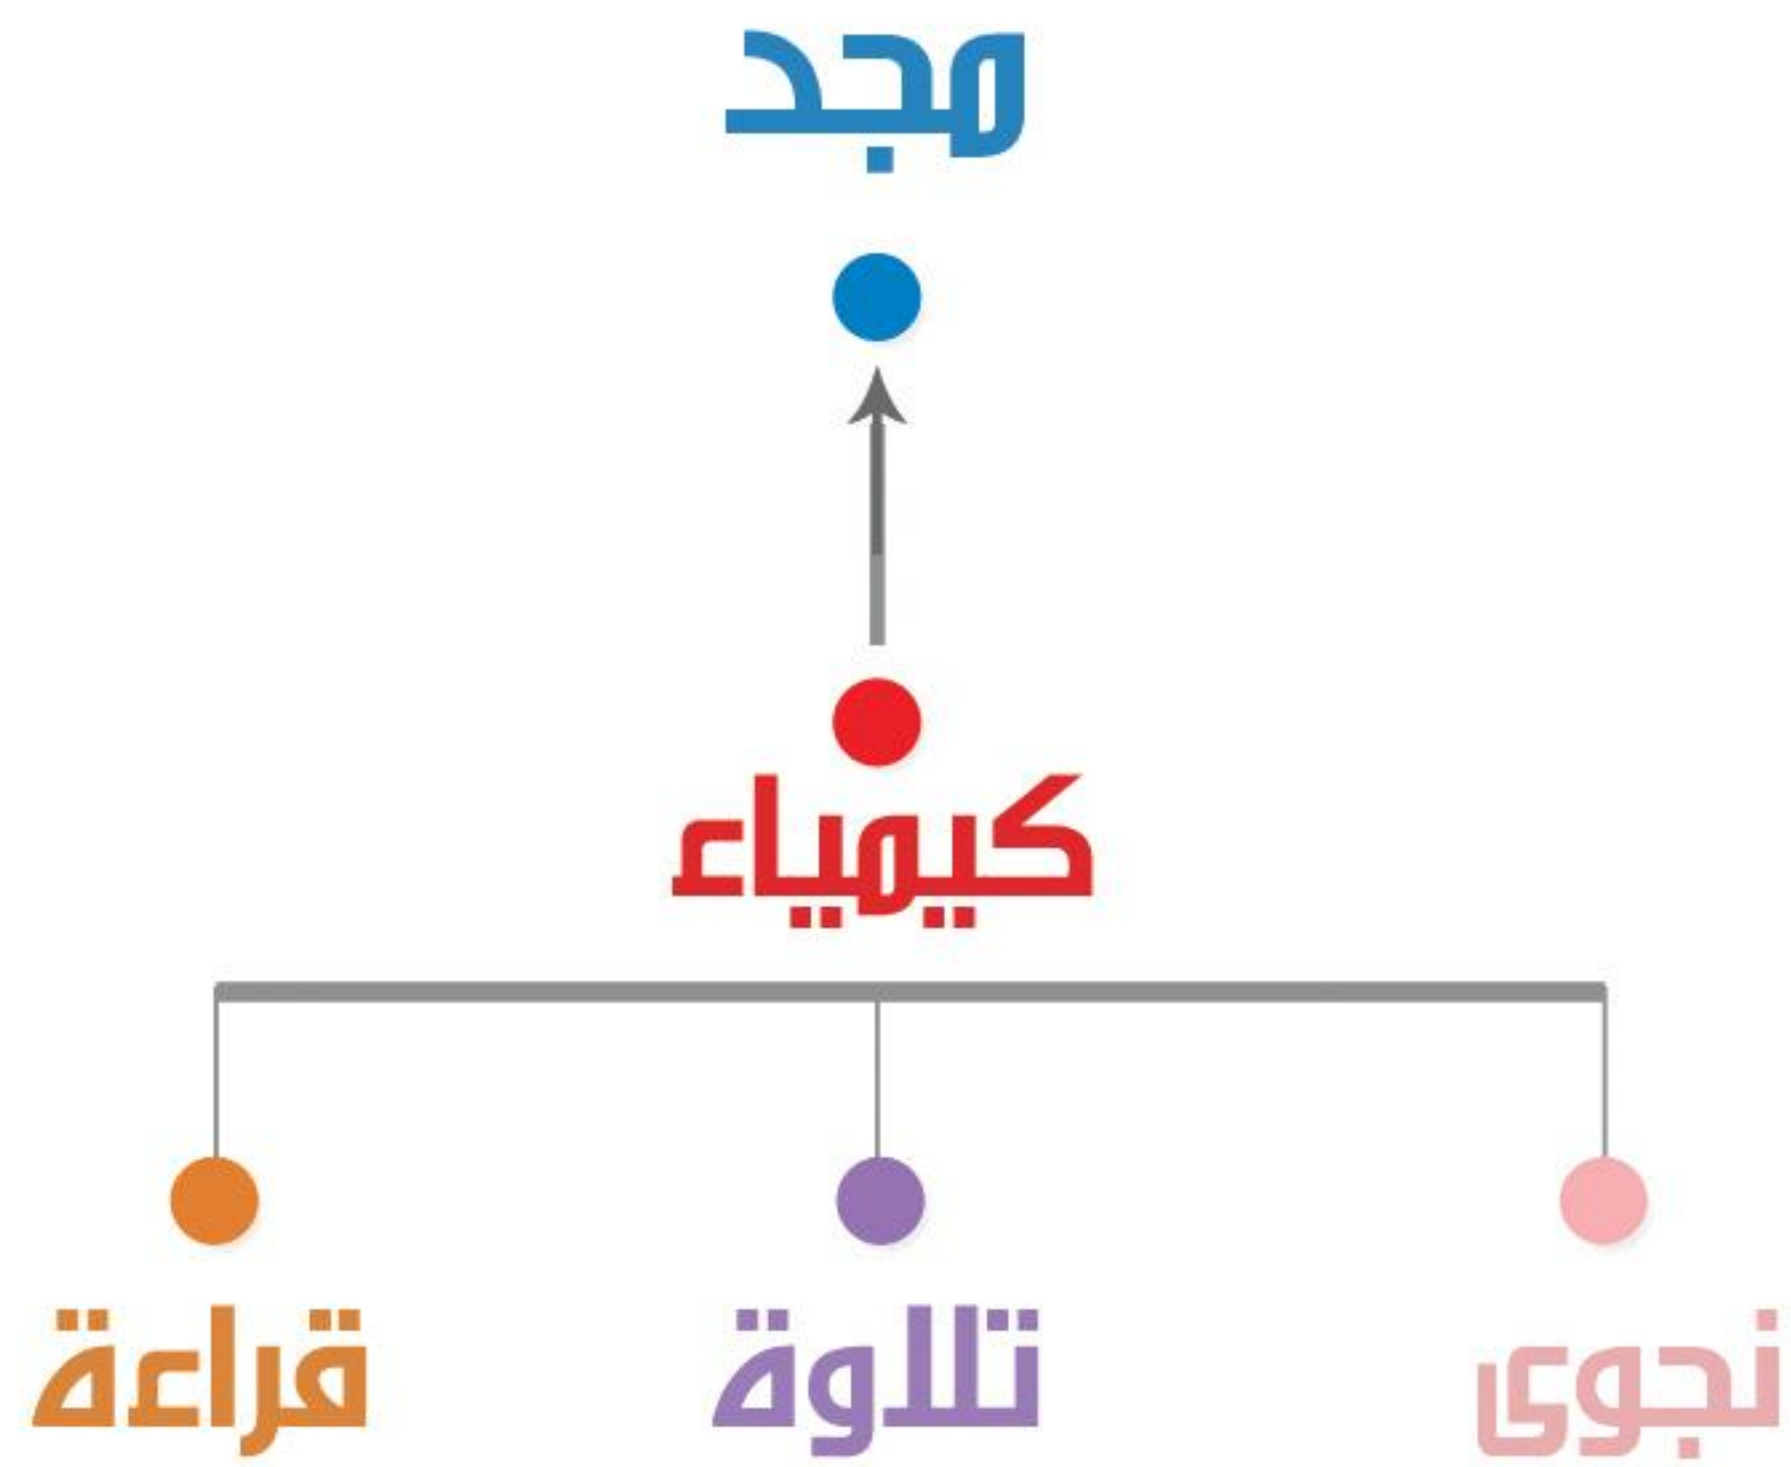 مجد
كيمياء
نجوى
تلاوة
قراءة